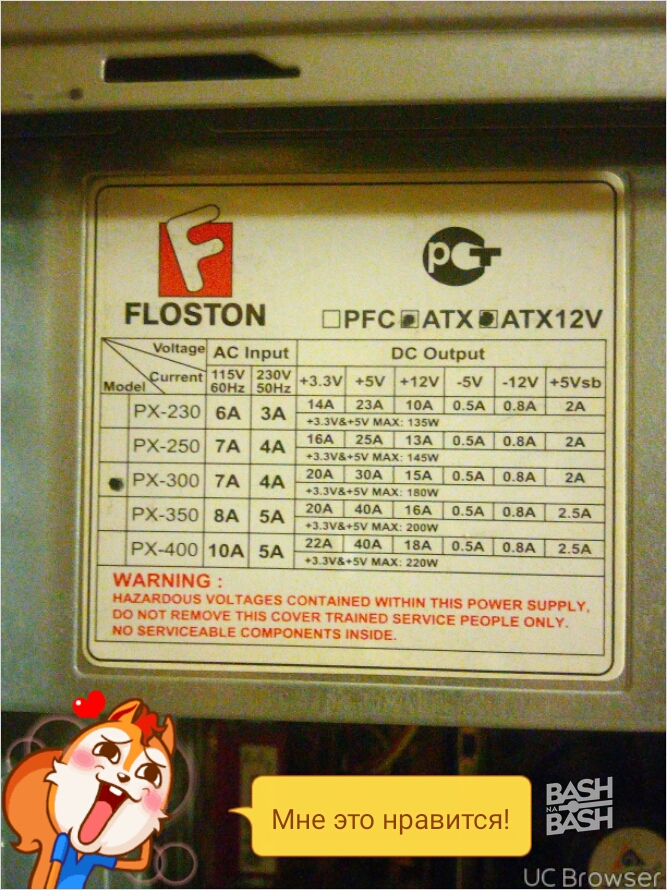 F
FLOSTON
РСТ
PFC ATX ATX12V
Voltage AC Input DC Output
Current 115V 230V +3.3V +5V +12V -5V -12V +5Vsb
Model 60Hz 50Hz
PX-230 6A 3A 14A 23A 10A 0.5A 0.8A 2A
+3.3V&+5V MAX: 135W
PX-250 7A 4A 16A 25A 13A 0.5A 0.8A 2A
+3.3V&+5V MAX: 145W
PX-300 7A 4A 20A 30A 15A 0.5A 0.8A 2A
+3.3V&+5V MAX: 180W
PX-350 8A 5A 20A 40A 16A 0.5A 0.8A 2.5A
+3.3V&+5V MAX: 200W
PX-400 10A 5A 22A 40A 18A 0.5A 0.8A 2.5A
+3.3V&+5V MAX: 220W
WARNING :
HAZARDOUS VOLTAGES CONTAINED WITHIN THIS POWER SUPPLY,
DO NOT REMOVE THIS COVER TRAINED SERVICE PEOPLE ONLY.
NO SERVICEABLE COMPONENTS INSIDE.
Мне это нравится!
BASH
НА
BASH
UC Browser